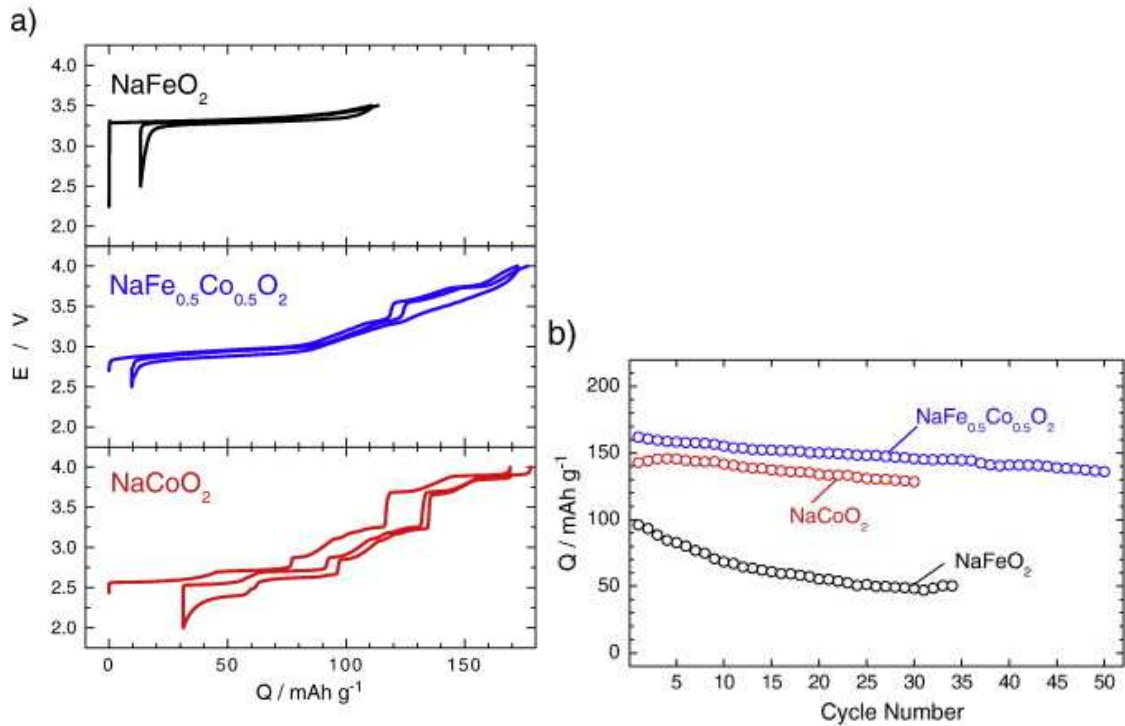 a)
NaFeO₂
4.0
3.5
3.0
2.5
2.0
NaFe₀.₅Co₀.₅O₂
4.0
3.5
3.0
2.5
2.0
E / V
NaCoO₂
4.0
3.5
3.0
2.5
2.0
0 50 100 150
Q / mAh g⁻¹
b)
200
150
100
50
0
Q / mAh g⁻¹
NaFe₀.₅Co₀.₅O₂
NaCoO₂
NaFeO₂
5 10 15 20 25 30 35 40 45 50
Cycle Number